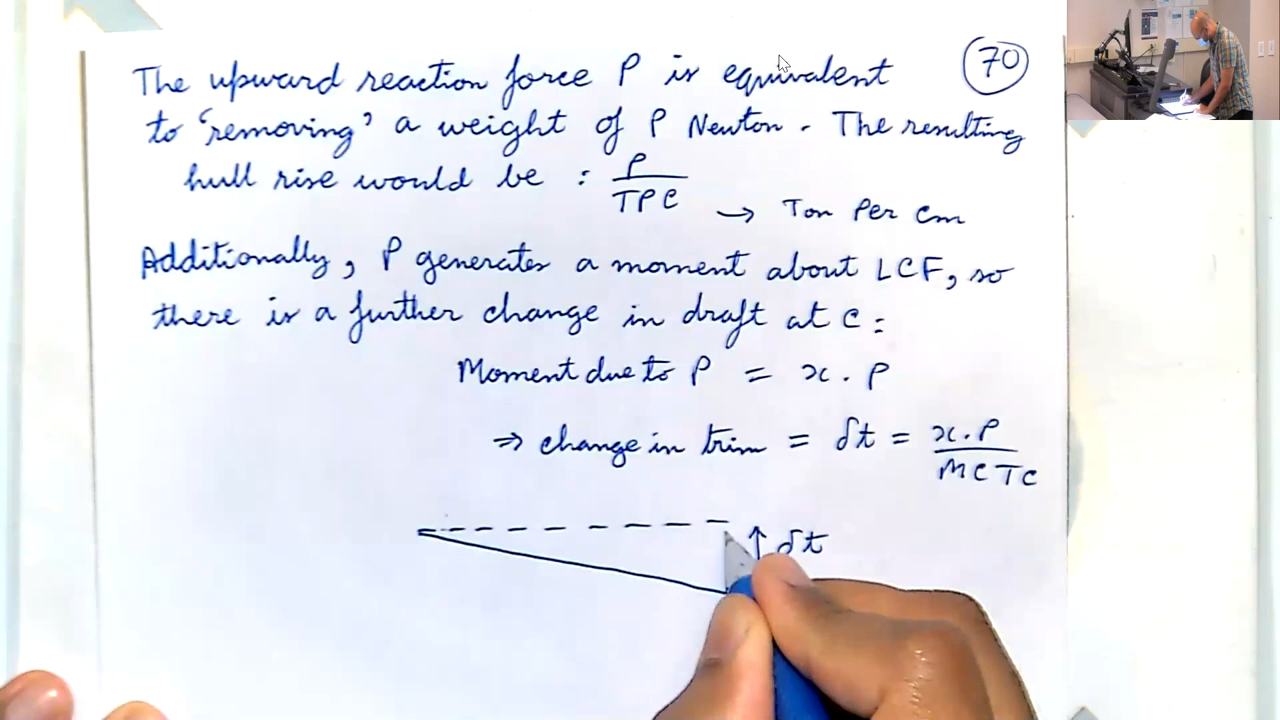 The upward reaction force P is equivalent
70
to 'removing' a weight of P Newton. The resulting
hull rise would be : P / TPC
→ Ton Per cm
Additionally, P generates a moment about LCF, so
there is a further change in draft at C :
Moment due to P = x . P
⇒ change in trim = δt = x.P / MCTC
↑ δt